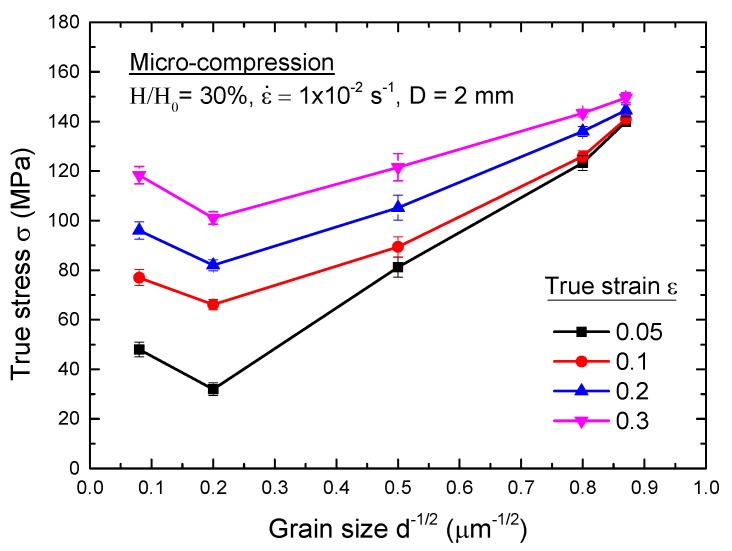 180
160
140
120
100
80
60
40
20
0
True stress σ (MPa)
Micro-compression
H/H₀= 30%, ε̇ = 1x10⁻² s⁻¹, D = 2 mm
True strain ε
0.05
0.1
0.2
0.3
0.0 0.1 0.2 0.3 0.4 0.5 0.6 0.7 0.8 0.9 1.0
Grain size d⁻¹/² (μm⁻¹/²)